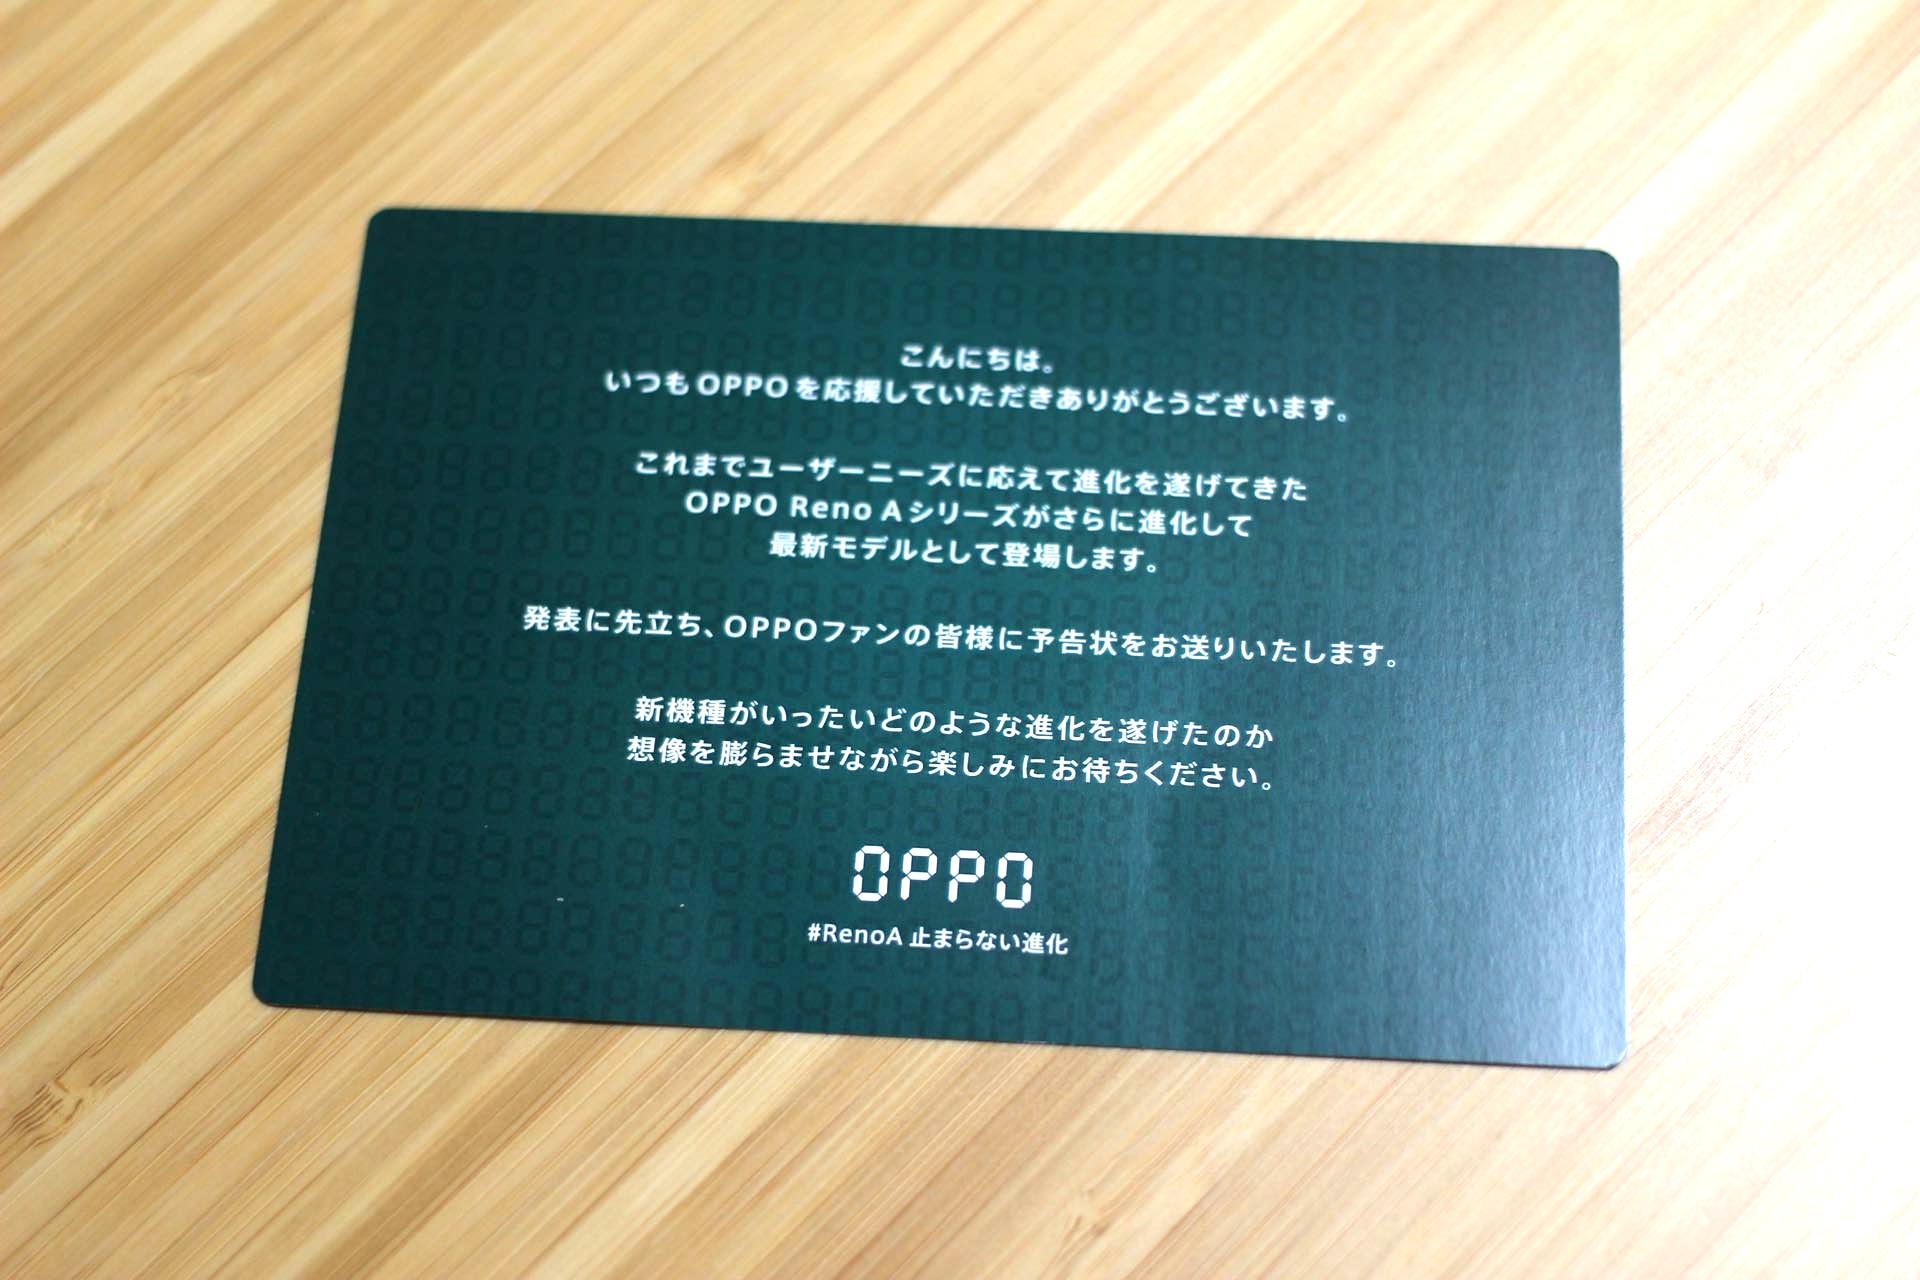 こんにちは。
いつもOPPOを応援していただきありがとうございます。
これまでユーザーニーズに応えて進化を遂げてきた
OPPO Reno Aシリーズがさらに進化して
最新モデルとして登場します。
発表に先立ち、OPPOファンの皆様に予告状をお送りいたします。
新機種がいったいどのような進化を遂げたのか
想像を膨らませながら楽しみにお待ちください。
OPPO
#RenoA 止まらない進化